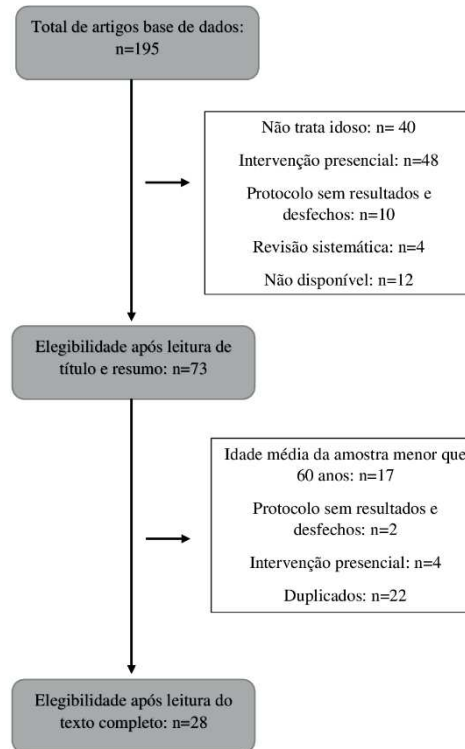 Total de artigos base de dados:
n=195
Não trata idoso: n= 40
Intervenção presencial: n=48
Protocolo sem resultados e
desfechos: n=10
Revisão sistemática: n=4
Não disponível: n=12
Elegibilidade após leitura de
título e resumo: n=73
Idade média da amostra menor que
60 anos: n=17
Protocolo sem resultados e
desfechos: n=2
Intervenção presencial: n=4
Duplicados: n=22
Elegibilidade após leitura do
texto completo: n=28